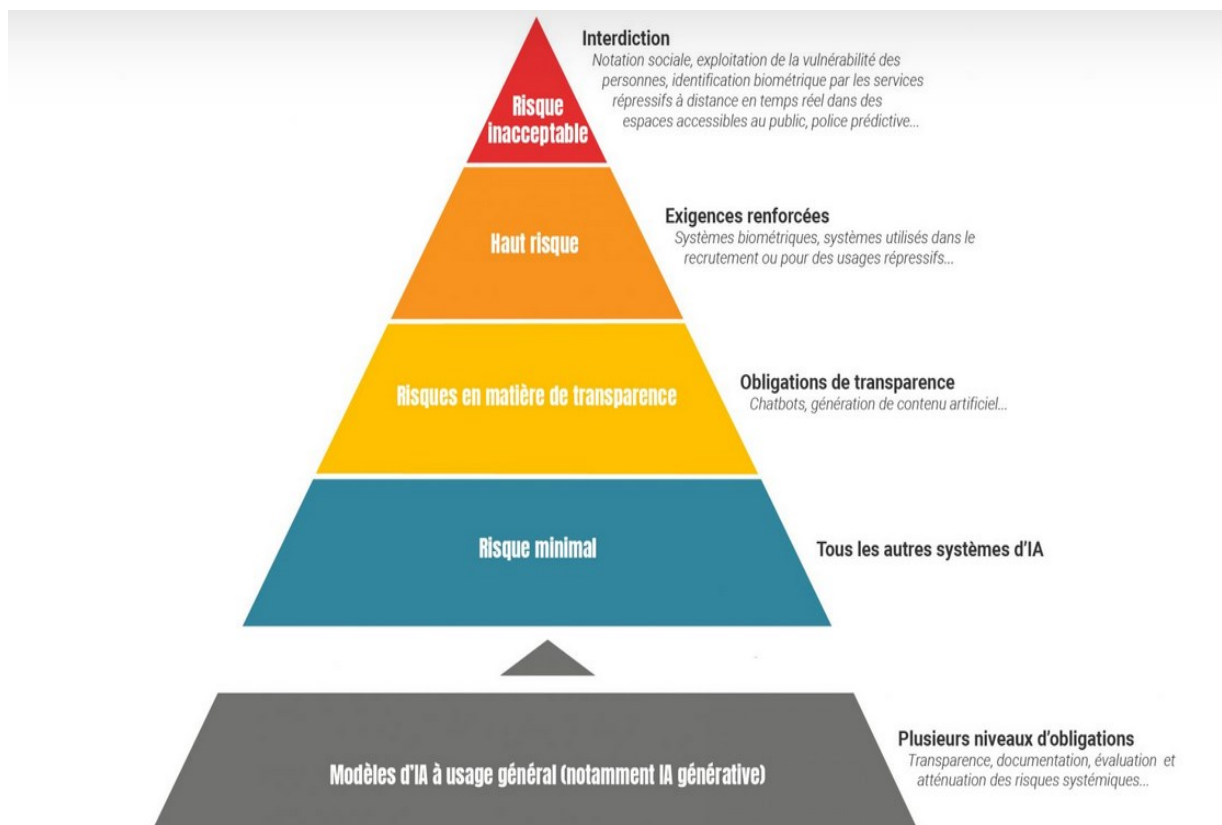 Interdiction
Notation sociale, exploitation de la vulnérabilité des
personnes, identification biométrique par les services
répressifs à distance en temps réel dans des
espaces accessibles au public, police prédictive...
Risque
inacceptable
Exigences renforcées
Systèmes biométriques, systèmes utilisés dans le
recrutement ou pour des usages répressifs...
Haut risque
Obligations de transparence
Chatbots, génération de contenu artificiel...
Risques en matière de transparence
Risque minimal
Tous les autres systèmes d'IA
Plusieurs niveaux d'obligations
Transparence, documentation, évaluation et
atténuation des risques systémiques...
Modèles d'IA à usage général (notamment IA générative)